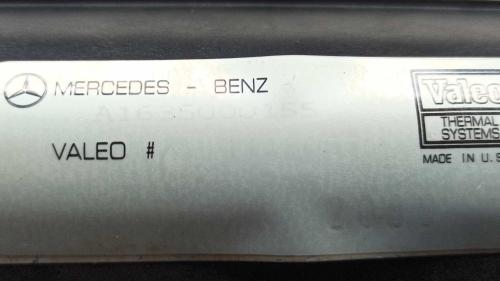 MERCEDES - BENZ
VALEO #
Valeo
THERMAL
SYSTEMS
MADE IN U.S